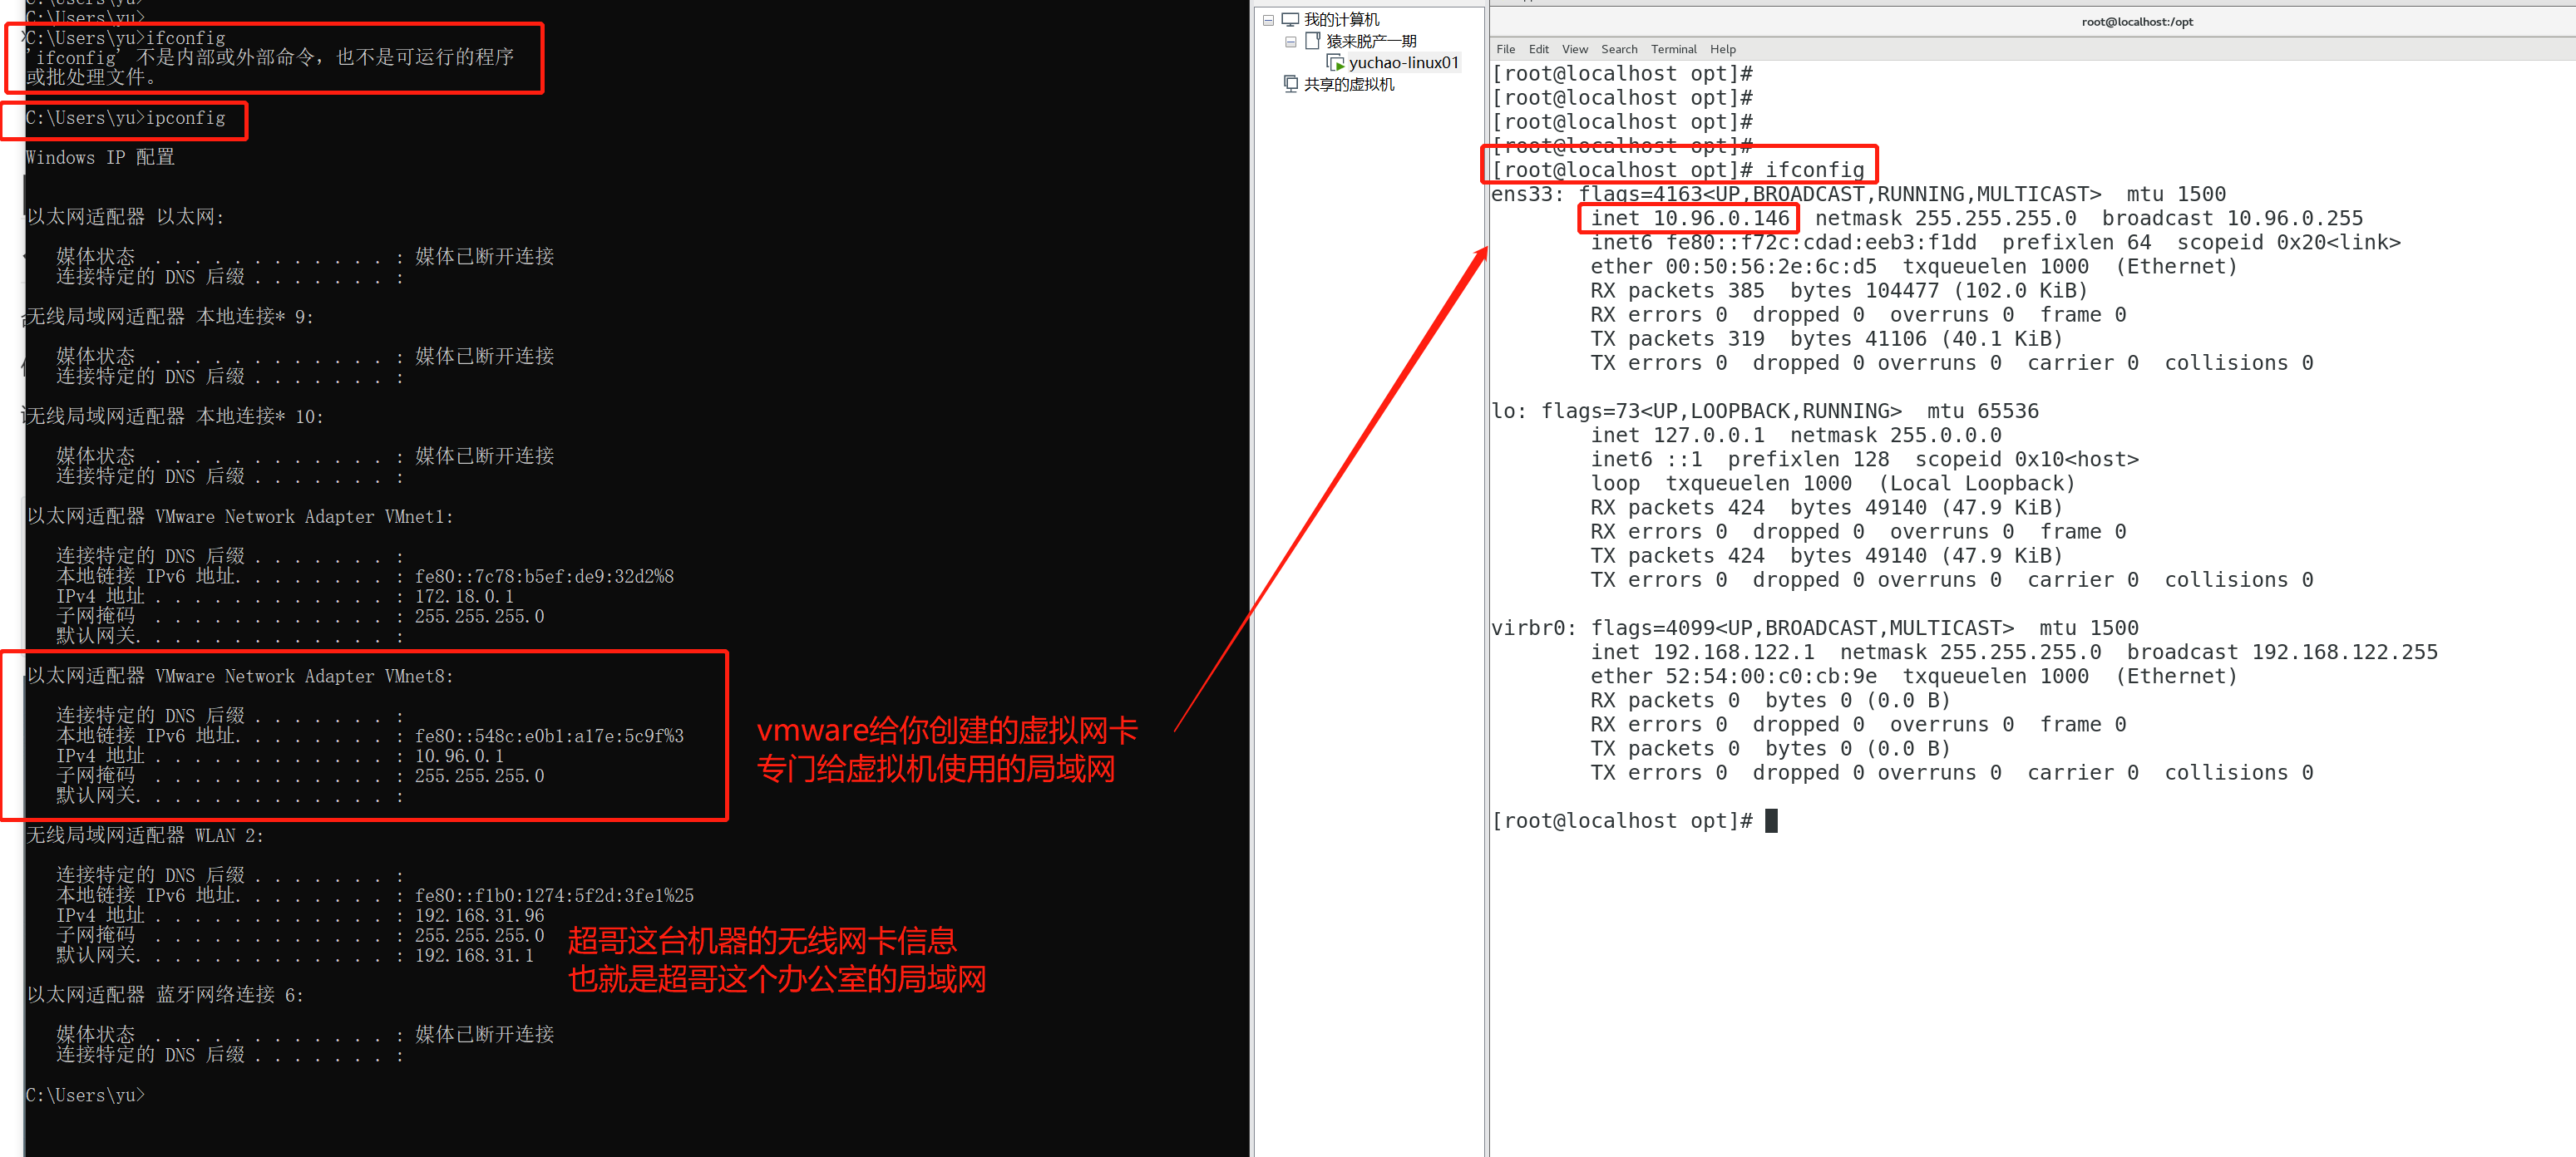 C:\Users\yu>
C:\Users\yu>ifconfig
'ifconfig' 不是内部或外部命令，也不是可运行的程序
或批处理文件。
C:\Users\yu>ipconfig
Windows IP 配置
以太网适配器 以太网:
媒体状态 . . . . . . . . . . . . : 媒体已断开连接
连接特定的 DNS 后缀 . . . . . . . :
无线局域网适配器 本地连接* 9:
媒体状态 . . . . . . . . . . . . : 媒体已断开连接
连接特定的 DNS 后缀 . . . . . . . :
无线局域网适配器 本地连接* 10:
媒体状态 . . . . . . . . . . . . : 媒体已断开连接
连接特定的 DNS 后缀 . . . . . . . :
以太网适配器 VMware Network Adapter VMnet1:
连接特定的 DNS 后缀 . . . . . . . :
本地链接 IPv6 地址. . . . . . . . : fe80::7c78:b5ef:de9:32d2%8
IPv4 地址 . . . . . . . . . . . . : 172.18.0.1
子网掩码 . . . . . . . . . . . . : 255.255.255.0
默认网关. . . . . . . . . . . . . :
以太网适配器 VMware Network Adapter VMnet8:
连接特定的 DNS 后缀 . . . . . . . :
本地链接 IPv6 地址. . . . . . . . : fe80::548c:e0b1:a17e:5c9f%3
IPv4 地址 . . . . . . . . . . . . : 10.96.0.1
子网掩码 . . . . . . . . . . . . : 255.255.255.0
默认网关. . . . . . . . . . . . . :
vmware给你创建的虚拟网卡
专门给虚拟机使用的局域网
无线局域网适配器 WLAN 2:
连接特定的 DNS 后缀 . . . . . . . :
本地链接 IPv6 地址. . . . . . . . : fe80::f1b0:1274:5f2d:3fe1%25
IPv4 地址 . . . . . . . . . . . . : 192.168.31.96
子网掩码 . . . . . . . . . . . . : 255.255.255.0
默认网关. . . . . . . . . . . . . : 192.168.31.1
超哥这台机器的无线网卡信息
也就是超哥这个办公室的局域网
以太网适配器 蓝牙网络连接 6:
媒体状态 . . . . . . . . . . . . : 媒体已断开连接
连接特定的 DNS 后缀 . . . . . . . :
C:\Users\yu>
我的计算机
猿来脱产一期
yuchao-linux01
共享的虚拟机
root@localhost:/opt
File Edit View Search Terminal Help
[root@localhost opt]#
[root@localhost opt]#
[root@localhost opt]#
[root@localhost opt]#
[root@localhost opt]# ifconfig
ens33: flags=4163<UP,BROADCAST,RUNNING,MULTICAST>  mtu 1500
inet 10.96.0.146  netmask 255.255.255.0  broadcast 10.96.0.255
inet6 fe80::f72c:cdad:eeb3:f1dd  prefixlen 64  scopeid 0x20<link>
ether 00:50:56:2e:6c:d5  txqueuelen 1000  (Ethernet)
RX packets 385  bytes 104477 (102.0 KiB)
RX errors 0  dropped 0  overruns 0  frame 0
TX packets 319  bytes 41106 (40.1 KiB)
TX errors 0  dropped 0 overruns 0  carrier 0  collisions 0
lo: flags=73<UP,LOOPBACK,RUNNING>  mtu 65536
inet 127.0.0.1  netmask 255.0.0.0
inet6 ::1  prefixlen 128  scopeid 0x10<host>
loop  txqueuelen 1000  (Local Loopback)
RX packets 424  bytes 49140 (47.9 KiB)
RX errors 0  dropped 0  overruns 0  frame 0
TX packets 424  bytes 49140 (47.9 KiB)
TX errors 0  dropped 0 overruns 0  carrier 0  collisions 0
virbr0: flags=4099<UP,BROADCAST,MULTICAST>  mtu 1500
inet 192.168.122.1  netmask 255.255.255.0  broadcast 192.168.122.255
ether 52:54:00:c0:cb:9e  txqueuelen 1000  (Ethernet)
RX packets 0  bytes 0 (0.0 B)
RX errors 0  dropped 0  overruns 0  frame 0
TX packets 0  bytes 0 (0.0 B)
TX errors 0  dropped 0 overruns 0  carrier 0  collisions 0
[root@localhost opt]#